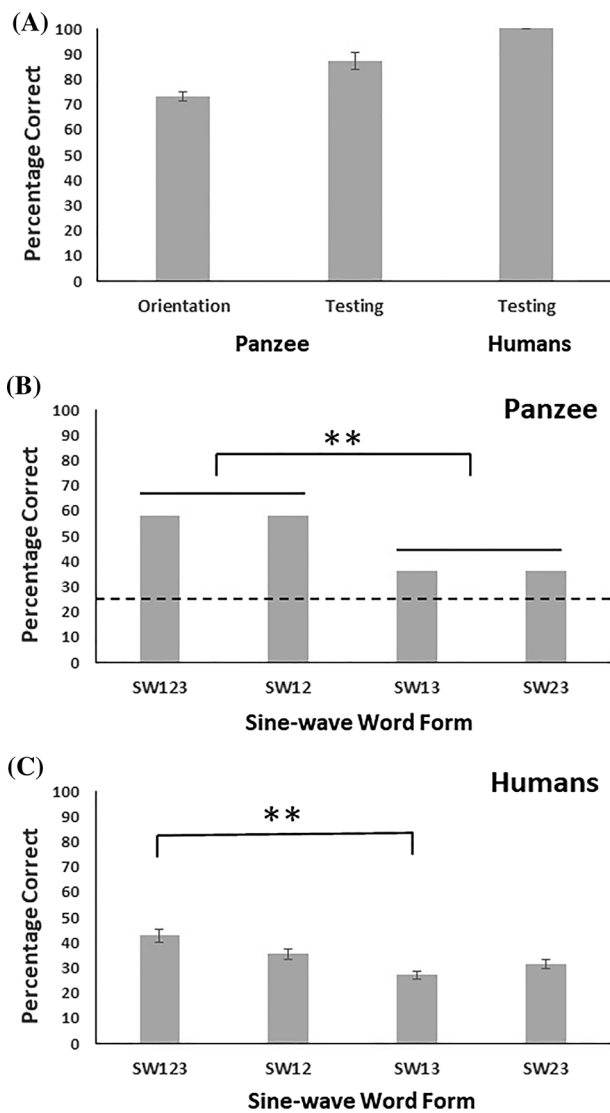 (A)
Percentage Correct
100
90
80
70
60
50
40
30
20
10
0
Orientation Testing Testing
Panzee Humans
(B)
Panzee
Percentage Correct
100
90
80
70
60
50
40
30
20
10
0
**
SW123 SW12 SW13 SW23
Sine-wave Word Form
(C)
Humans
Percentage Correct
100
90
80
70
60
50
40
30
20
10
0
**
SW123 SW12 SW13 SW23
Sine-wave Word Form